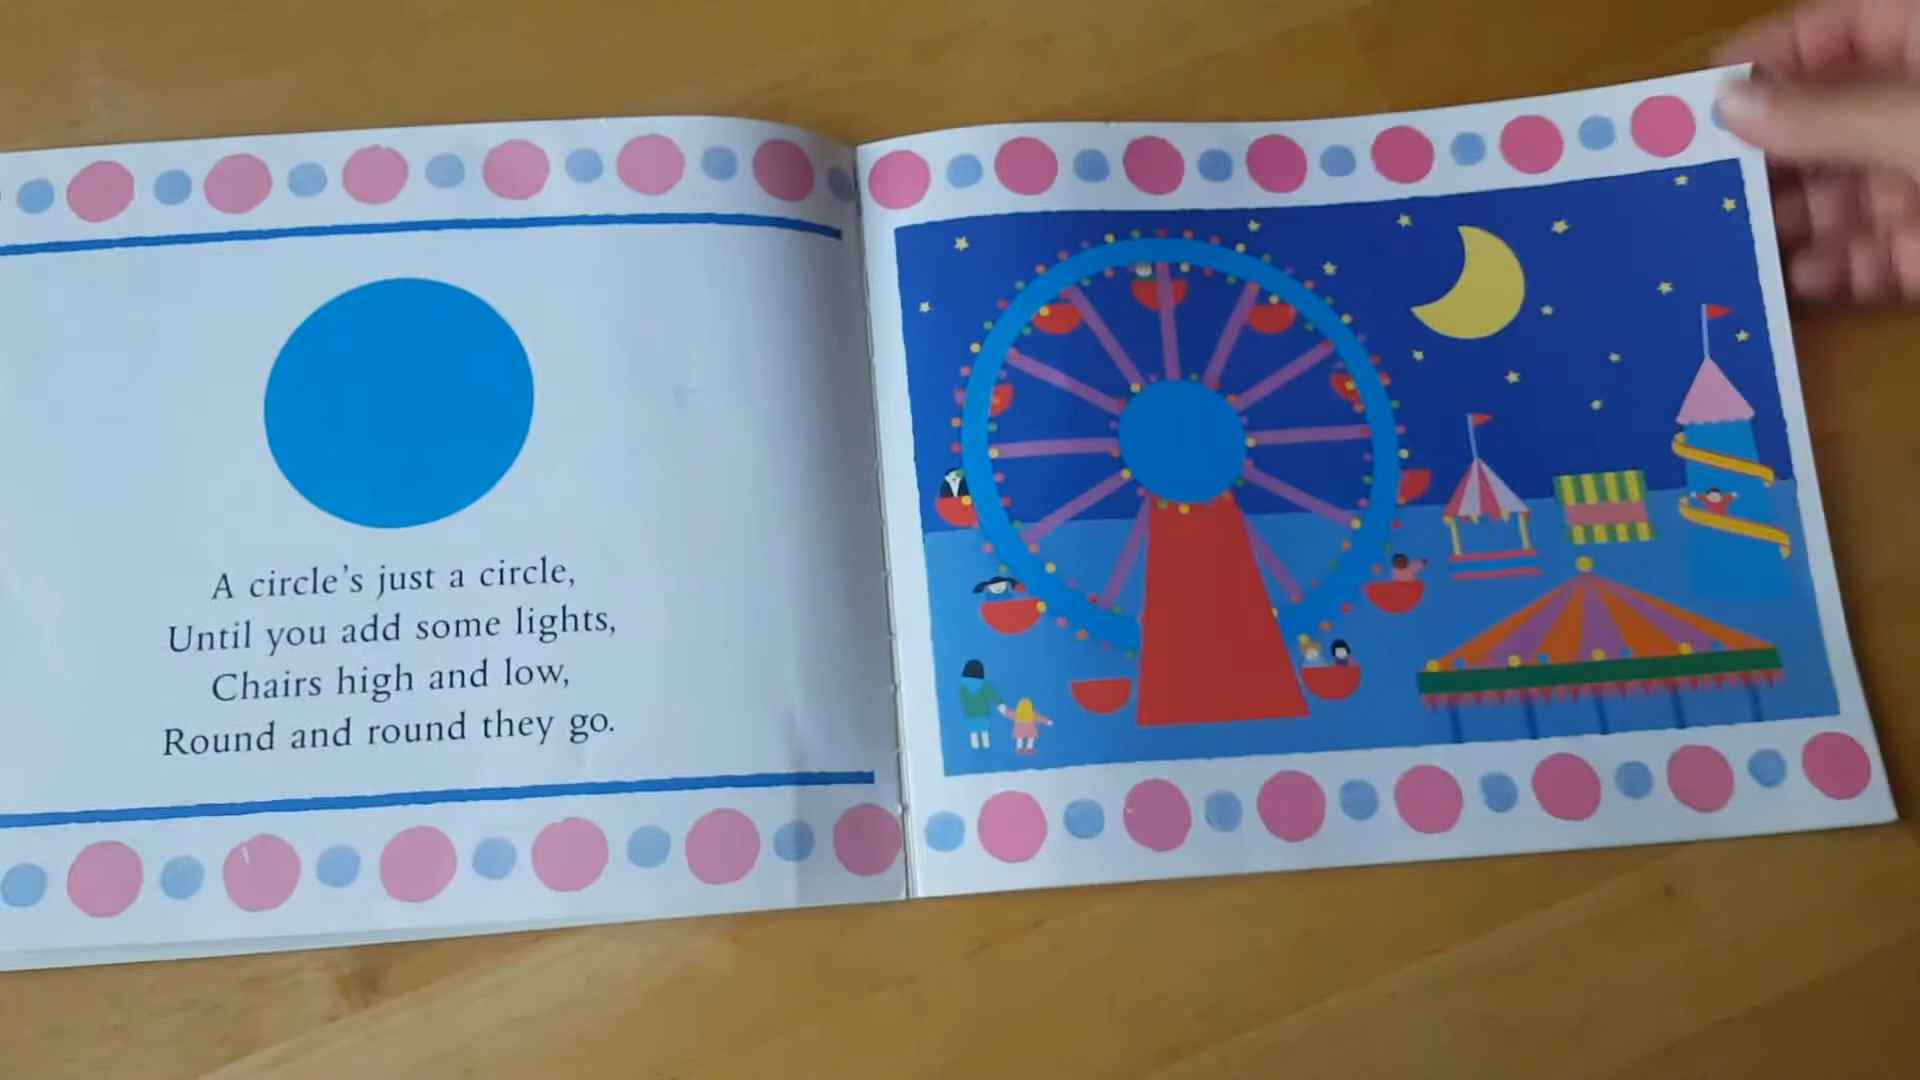 A circle's just a circle,
Until you add some lights,
Chairs high and low,
Round and round they go.